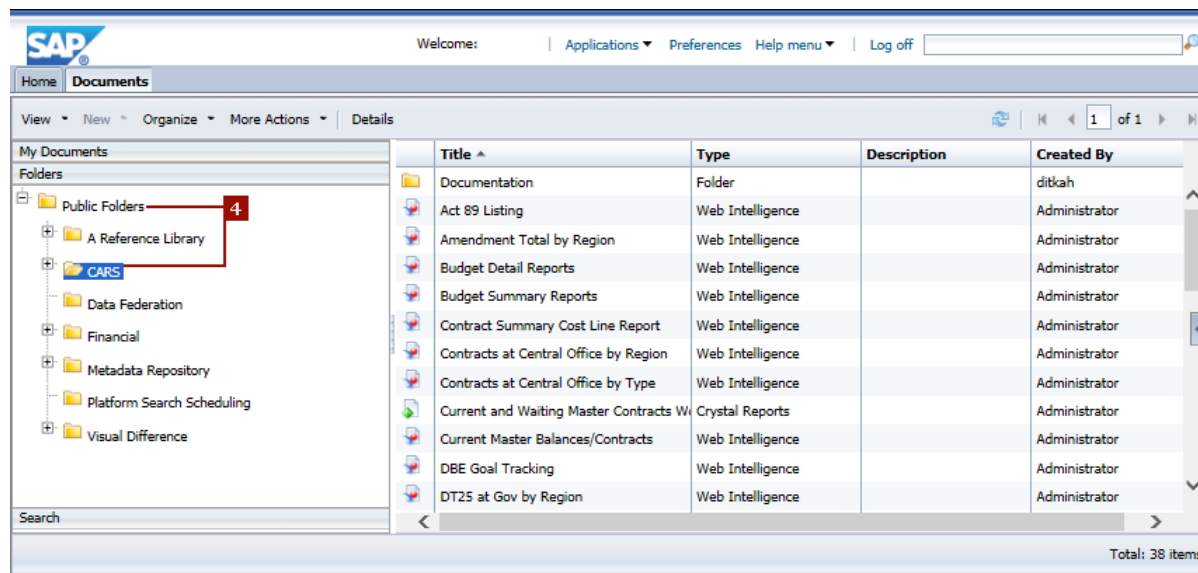 SAP ®
Welcome: | Applications ▼ Preferences Help menu ▼ | Log off
Home Documents
View New Organize More Actions | Details 1 of 1
My Documents
Folders
Public Folders 4
A Reference Library
CARS
Data Federation
Financial
Metadata Repository
Platform Search Scheduling
Visual Difference
Search
Title Type Description Created By
Documentation Folder ditkah
Act 89 Listing Web Intelligence Administrator
Amendment Total by Region Web Intelligence Administrator
Budget Detail Reports Web Intelligence Administrator
Budget Summary Reports Web Intelligence Administrator
Contract Summary Cost Line Report Web Intelligence Administrator
Contracts at Central Office by Region Web Intelligence Administrator
Contracts at Central Office by Type Web Intelligence Administrator
Current and Waiting Master Contracts Crystal Reports Administrator
Current Master Balances/Contracts Web Intelligence Administrator
DBE Goal Tracking Web Intelligence Administrator
DT25 at Gov by Region Web Intelligence Administrator
Total: 38 items